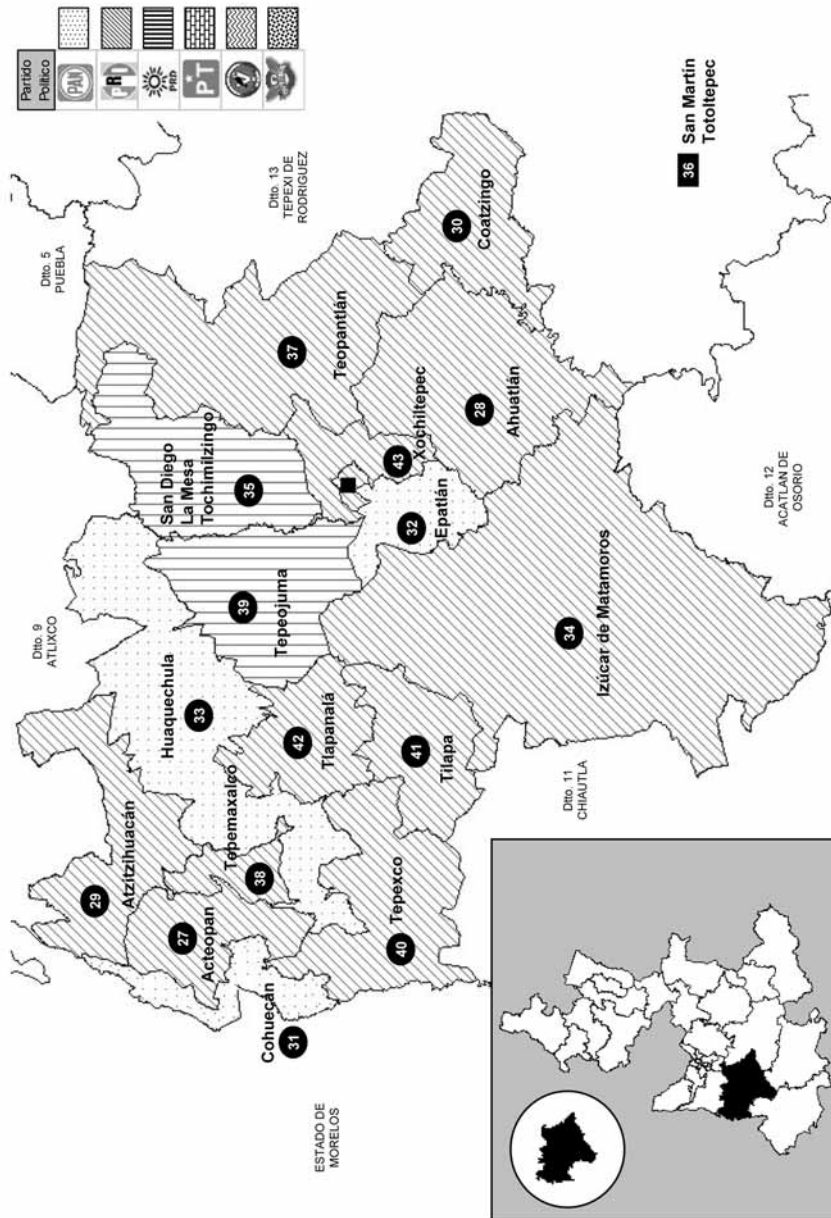 Partido
Político
PAN
PRD
PT
Dtto. 5
PUEBLA
Dtto. 13
TEPEXI DE
RODRIGUEZ
Dtto. 9
ATLIXCO
Dtto. 12
ACATLAN DE
OSORIO
Dtto. 11
CHIAUTLA
ESTADO DE
MORELOS
29
Atzitzihuacán
27
Acteopan
Cohuecán
31
38
Tepemaxalco
40
Tepexco
Huaquechula
33
42
Tlapanalá
41
Tilapa
39
Tepeojuma
San Diego
La Mesa
Tochimilzingo
35
32
Epatlán
43
Xochiltepec
37
Teopantlán
28
Ahuatlán
30
Coatzingo
34
Izúcar de Matamoros
36
San Martín
Totoltepec